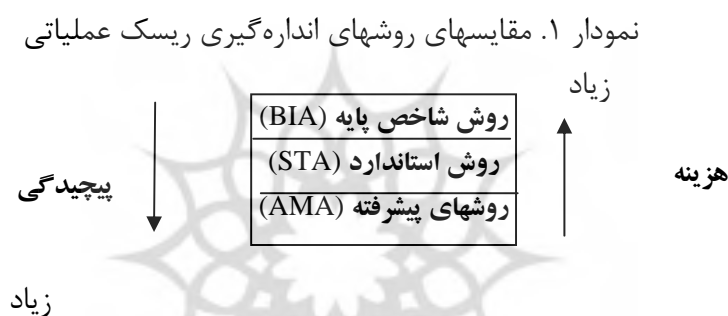 نمودار ۱. مقایسهای روشهای اندازه‌گیری ریسک عملیاتی
زیاد
روش شاخص پایه (BIA)
روش استاندارد (STA)
روشهای پیشرفته (AMA)
هزینه
پیچیدگی
زیاد